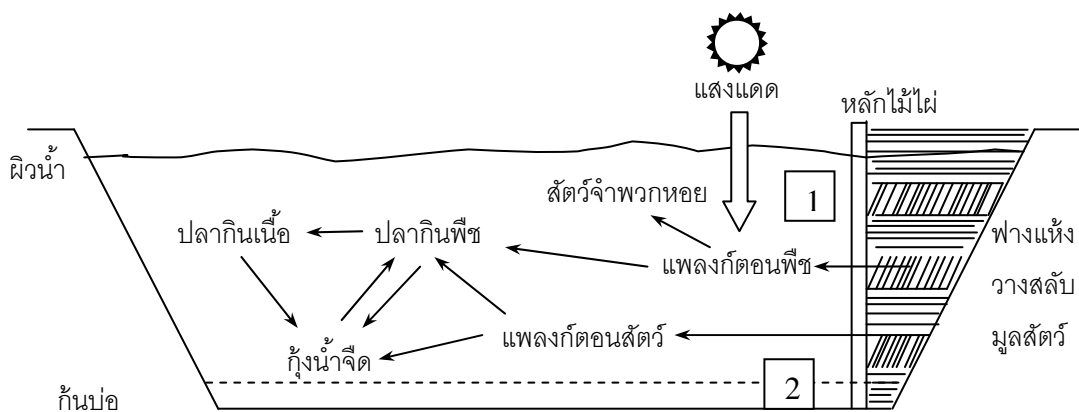 แสงแดด
หลักไม้ไผ่
ผิวน้ำ
สัตว์จำพวกหอย
1
ปลากินเนื้อ
ปลากินพืช
แพลงก์ตอนพืช
ฟางแห้ง
วางสลับ
มูลสัตว์
แพลงก์ตอนสัตว์
กุ้งน้ำจืด
2
ก้นบ่อ